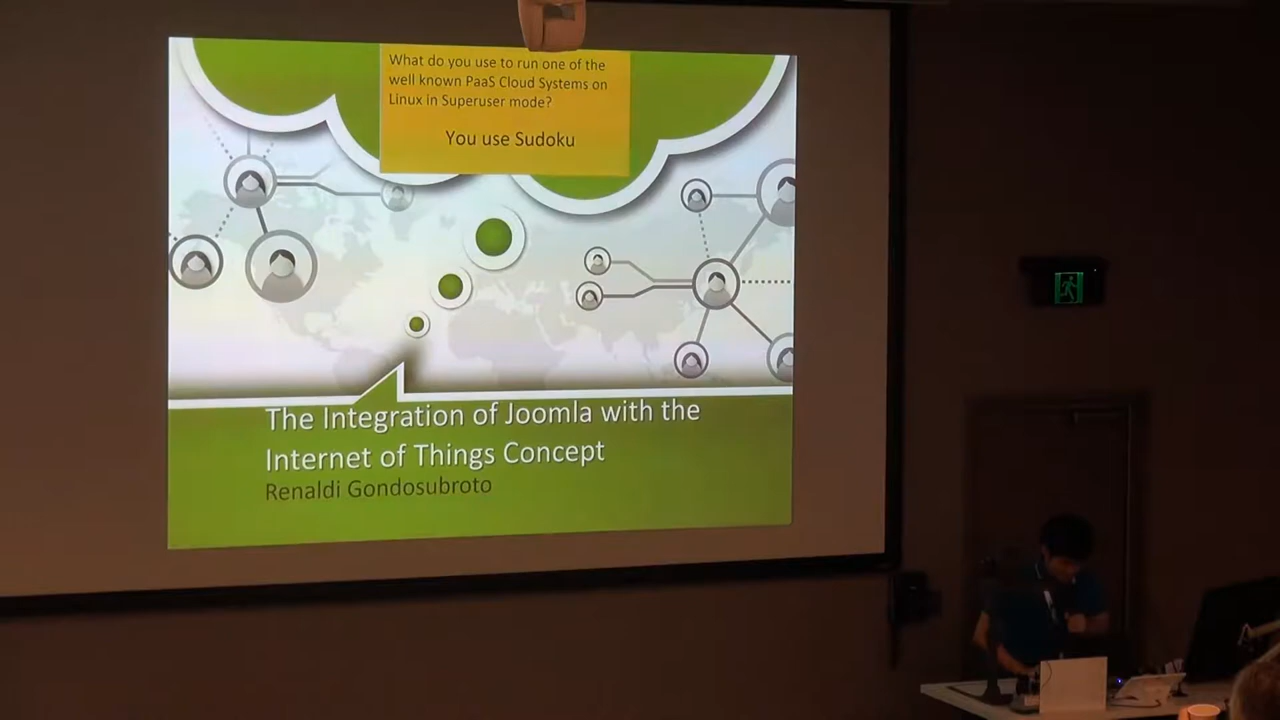 What do you use to run one of the
well known PaaS Cloud Systems on
Linux in Superuser mode?
You use Sudoku
The Integration of Joomla with the
Internet of Things Concept
Renaldi Gondosubroto